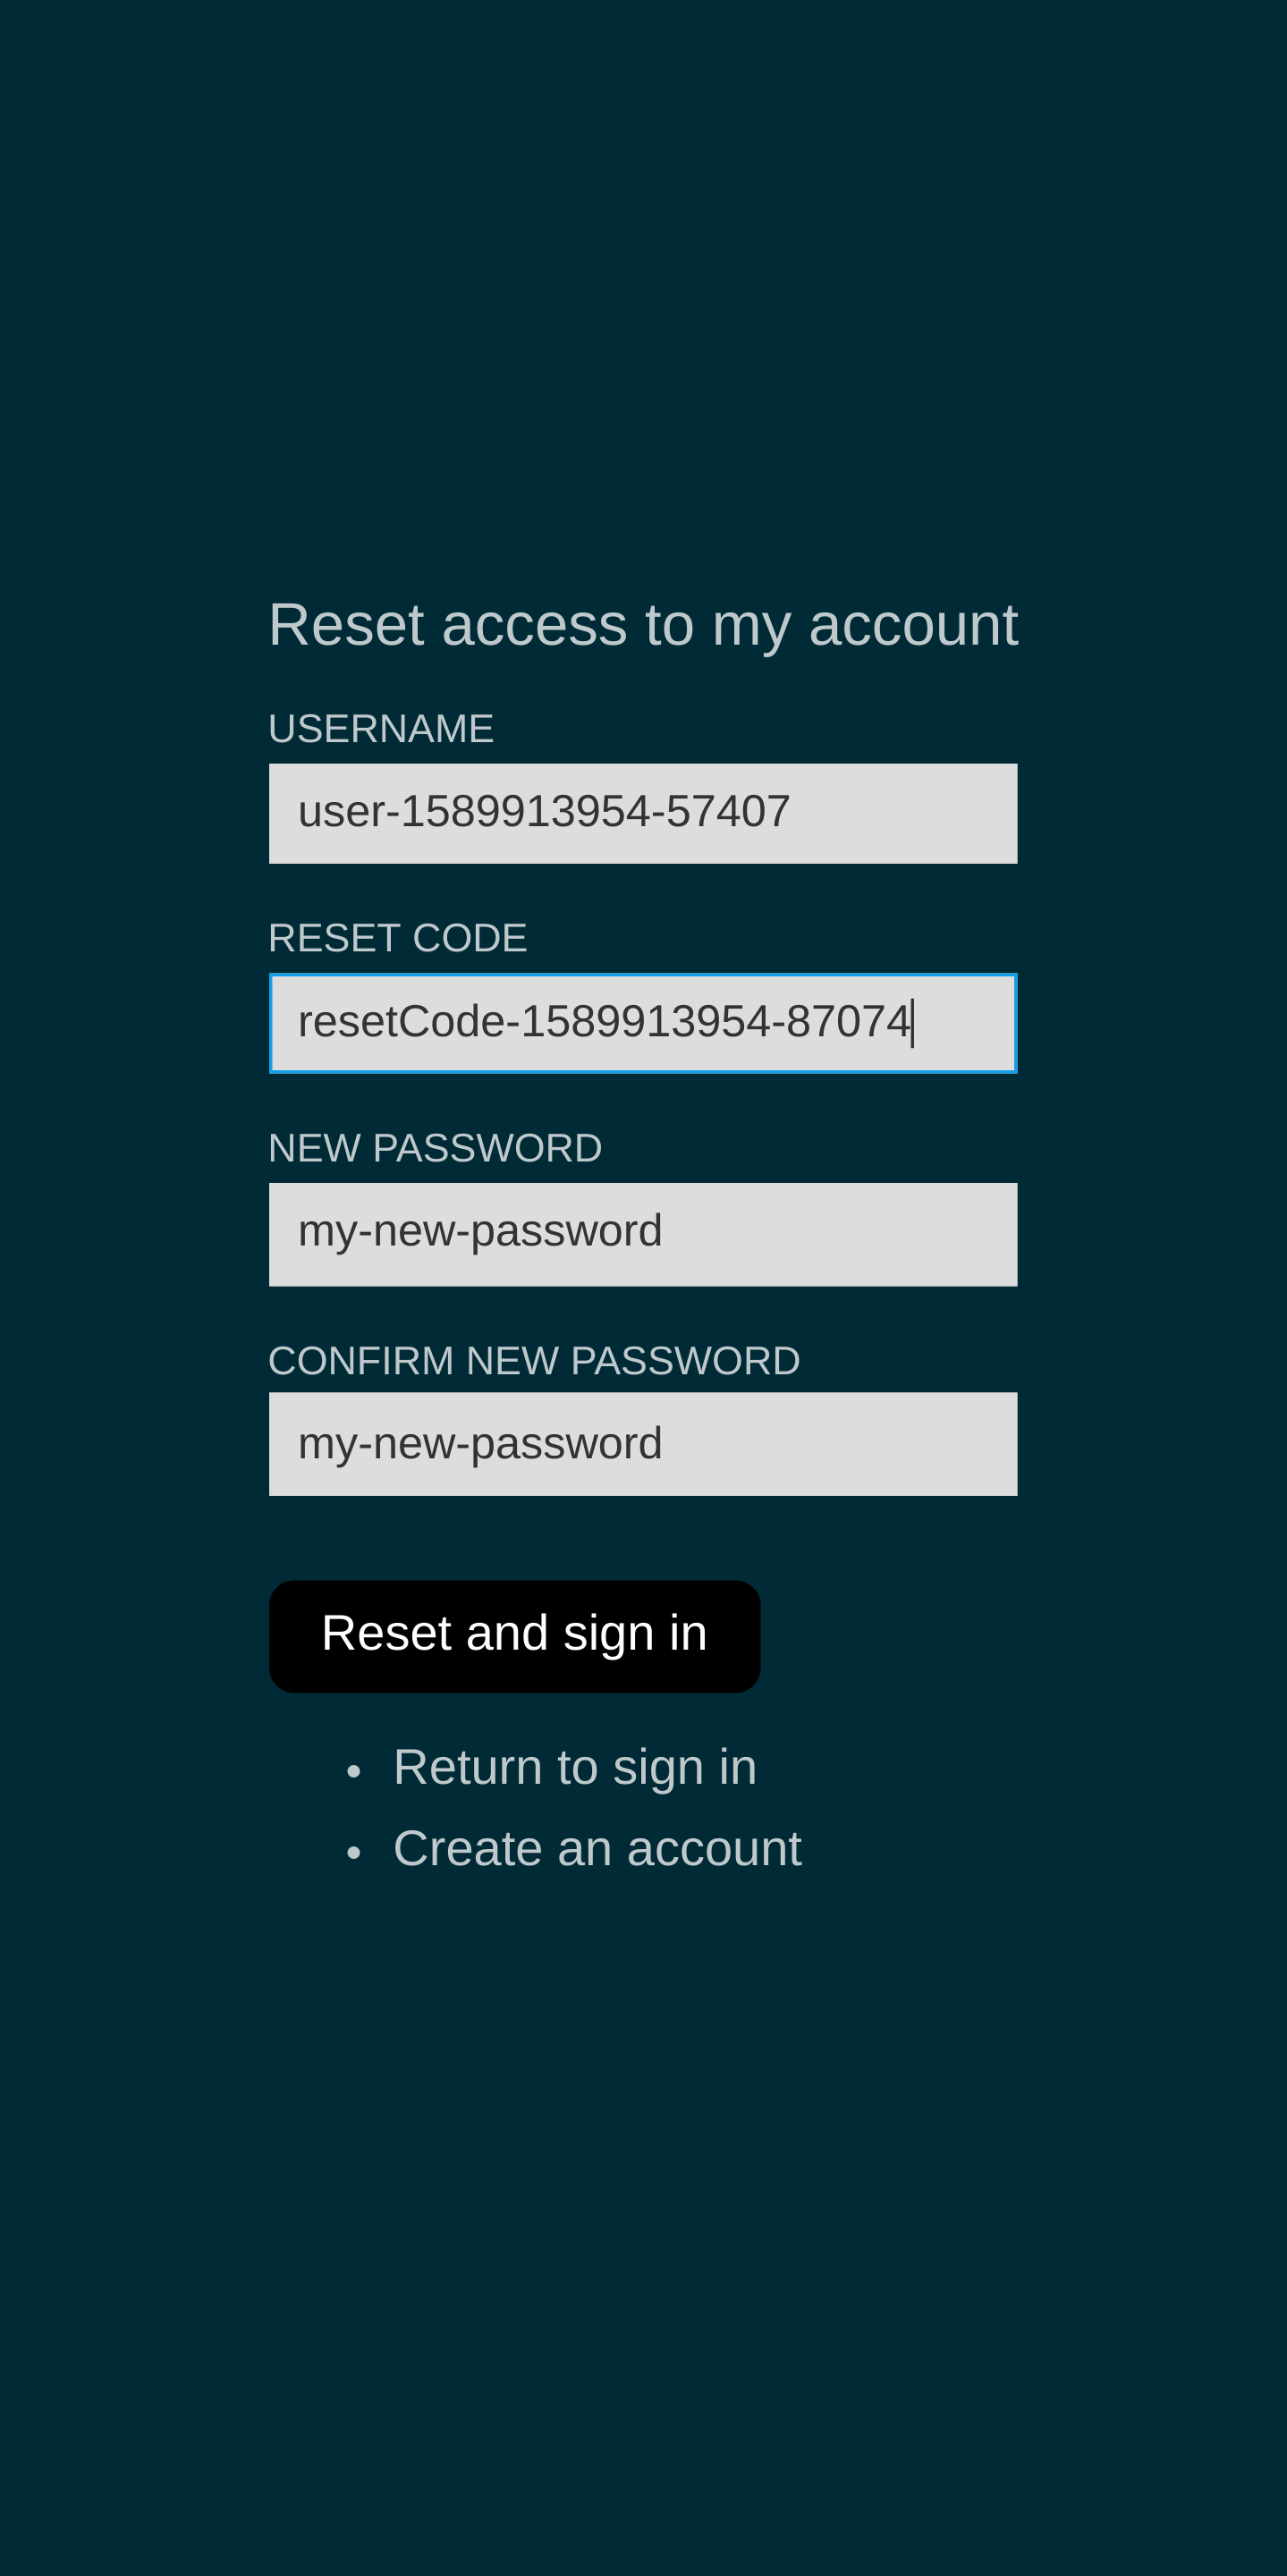 Reset access to my account
USERNAME
user-1589913954-57407
RESET CODE
resetCode-1589913954-87074
NEW PASSWORD
my-new-password
CONFIRM NEW PASSWORD
my-new-password
Reset and sign in
• Return to sign in
• Create an account